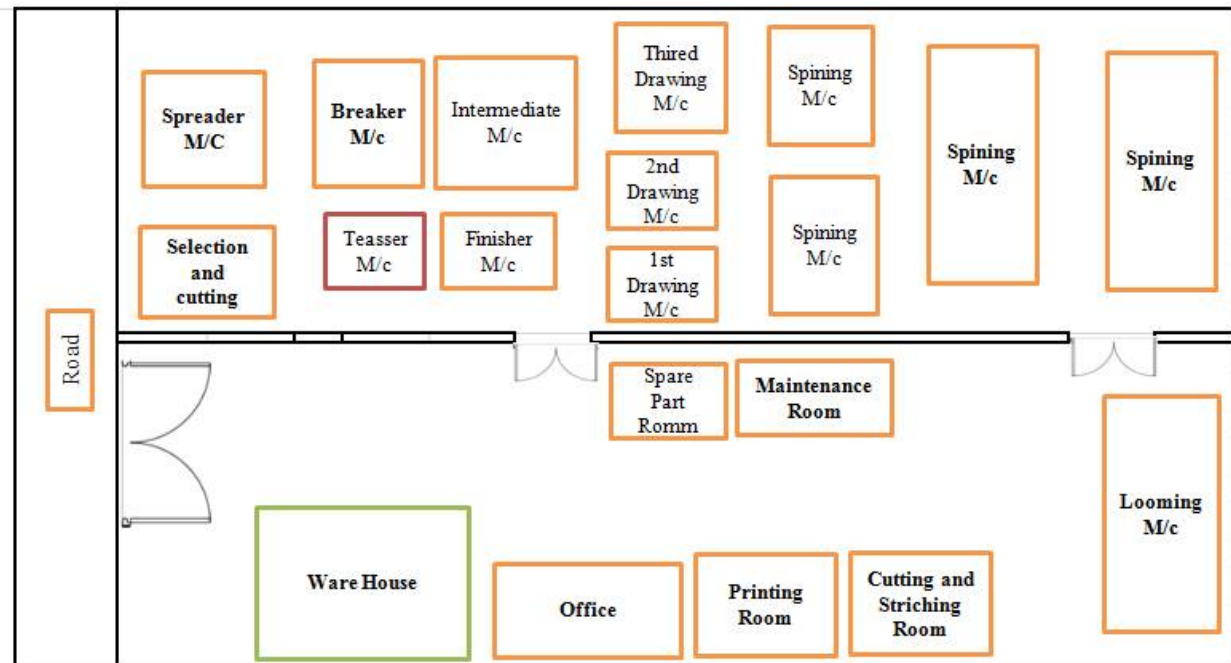 Spreader
M/C
Breaker
M/c
Intermediate
M/c
Thired
Drawing
M/c
Spining
M/c
Spining
M/c
Spining
M/c
2nd
Drawing
M/c
Spining
M/c
Selection
and
cutting
Teasser
M/c
Finisher
M/c
1st
Drawing
M/c
Road
Spare
Part
Romm
Maintenance
Room
Looming
M/c
Ware House
Office
Printing
Room
Cutting and
Striching
Room